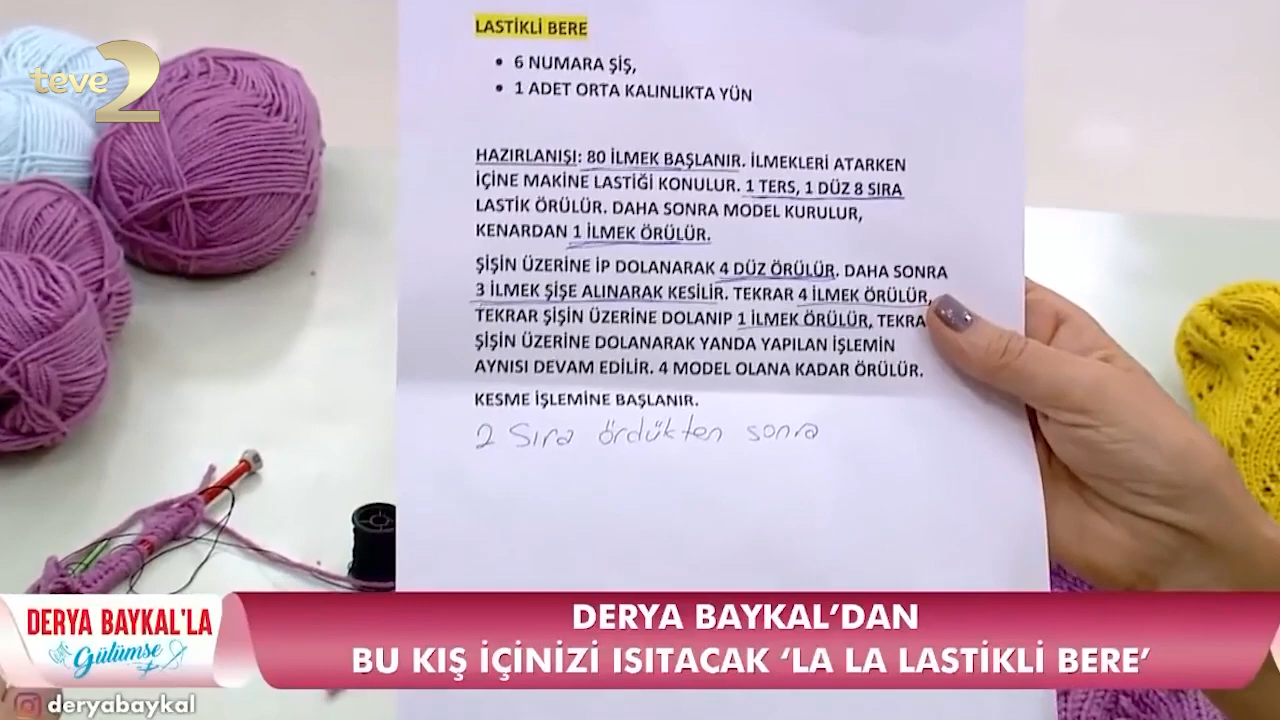 teve2
LASTİKLİ BERE
• 6 NUMARA ŞİŞ,
• 1 ADET ORTA KALINLIKTA YÜN
HAZIRLANIŞI: 80 İLMEK BAŞLANIR. İLMEKLERİ ATARKEN
İÇİNE MAKİNE LASTİĞİ KONULUR. 1 TERS, 1 DÜZ 8 SIRA
LASTİK ÖRÜLÜR. DAHA SONRA MODEL KURULUR,
KENARDAN 1 İLMEK ÖRÜLÜR.
ŞİŞİN ÜZERİNE İP DOLANARAK 4 DÜZ ÖRÜLÜR. DAHA SONRA
3 İLMEK ŞİŞE ALINARAK KESİLİR. TEKRAR 4 İLMEK ÖRÜLÜR,
TEKRAR ŞİŞİN ÜZERİNE DOLANIP 1 İLMEK ÖRÜLÜR, TEKRA
ŞİŞİN ÜZERİNE DOLANARAK YANDA YAPILAN İŞLEMİN
AYNISI DEVAM EDİLİR. 4 MODEL OLANA KADAR ÖRÜLÜR.
KESME İŞLEMİNE BAŞLANIR.
2 Sıra ördükten sonra
DERYA BAYKAL'LA
Gülümse
DERYA BAYKAL’DAN
BU KIŞ İÇİNİZİ ISITACAK ‘LA LA LASTİKLİ BERE’
deryabaykal